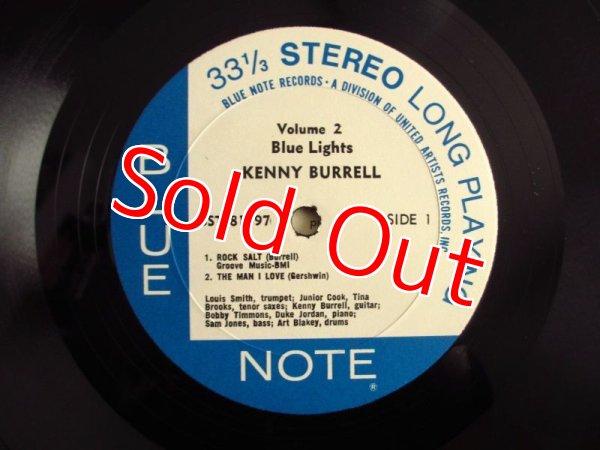 33 1/3 STEREO LONG PLAYING
BLUE NOTE RECORDS · A DIVISION OF UNITED ARTISTS RECORDS, INC.
Volume 2
Blue Lights
KENNY BURRELL
SIDE 1
1. ROCK SALT (Burrell)
Groove Music-BMI
2. THE MAN I LOVE (Gershwin)
Louis Smith, trumpet; Junior Cook, Tina
Brooks, tenor saxes; Kenny Burrell, guitar;
Bobby Timmons, Duke Jordan, piano;
Sam Jones, bass; Art Blakey, drums
BLUE
NOTE
®
Sold Out